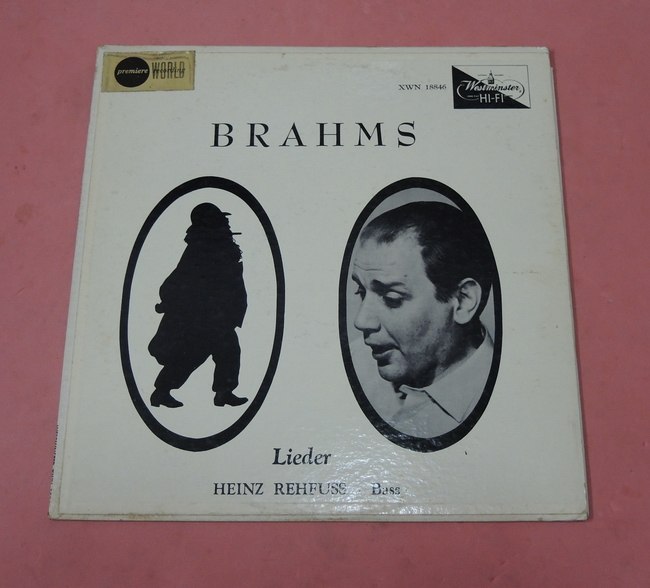 premiere WORLD
XWN 18846
Westminster
HI-FI
BRAHMS
Lieder
HEINZ REHFUSS Bass